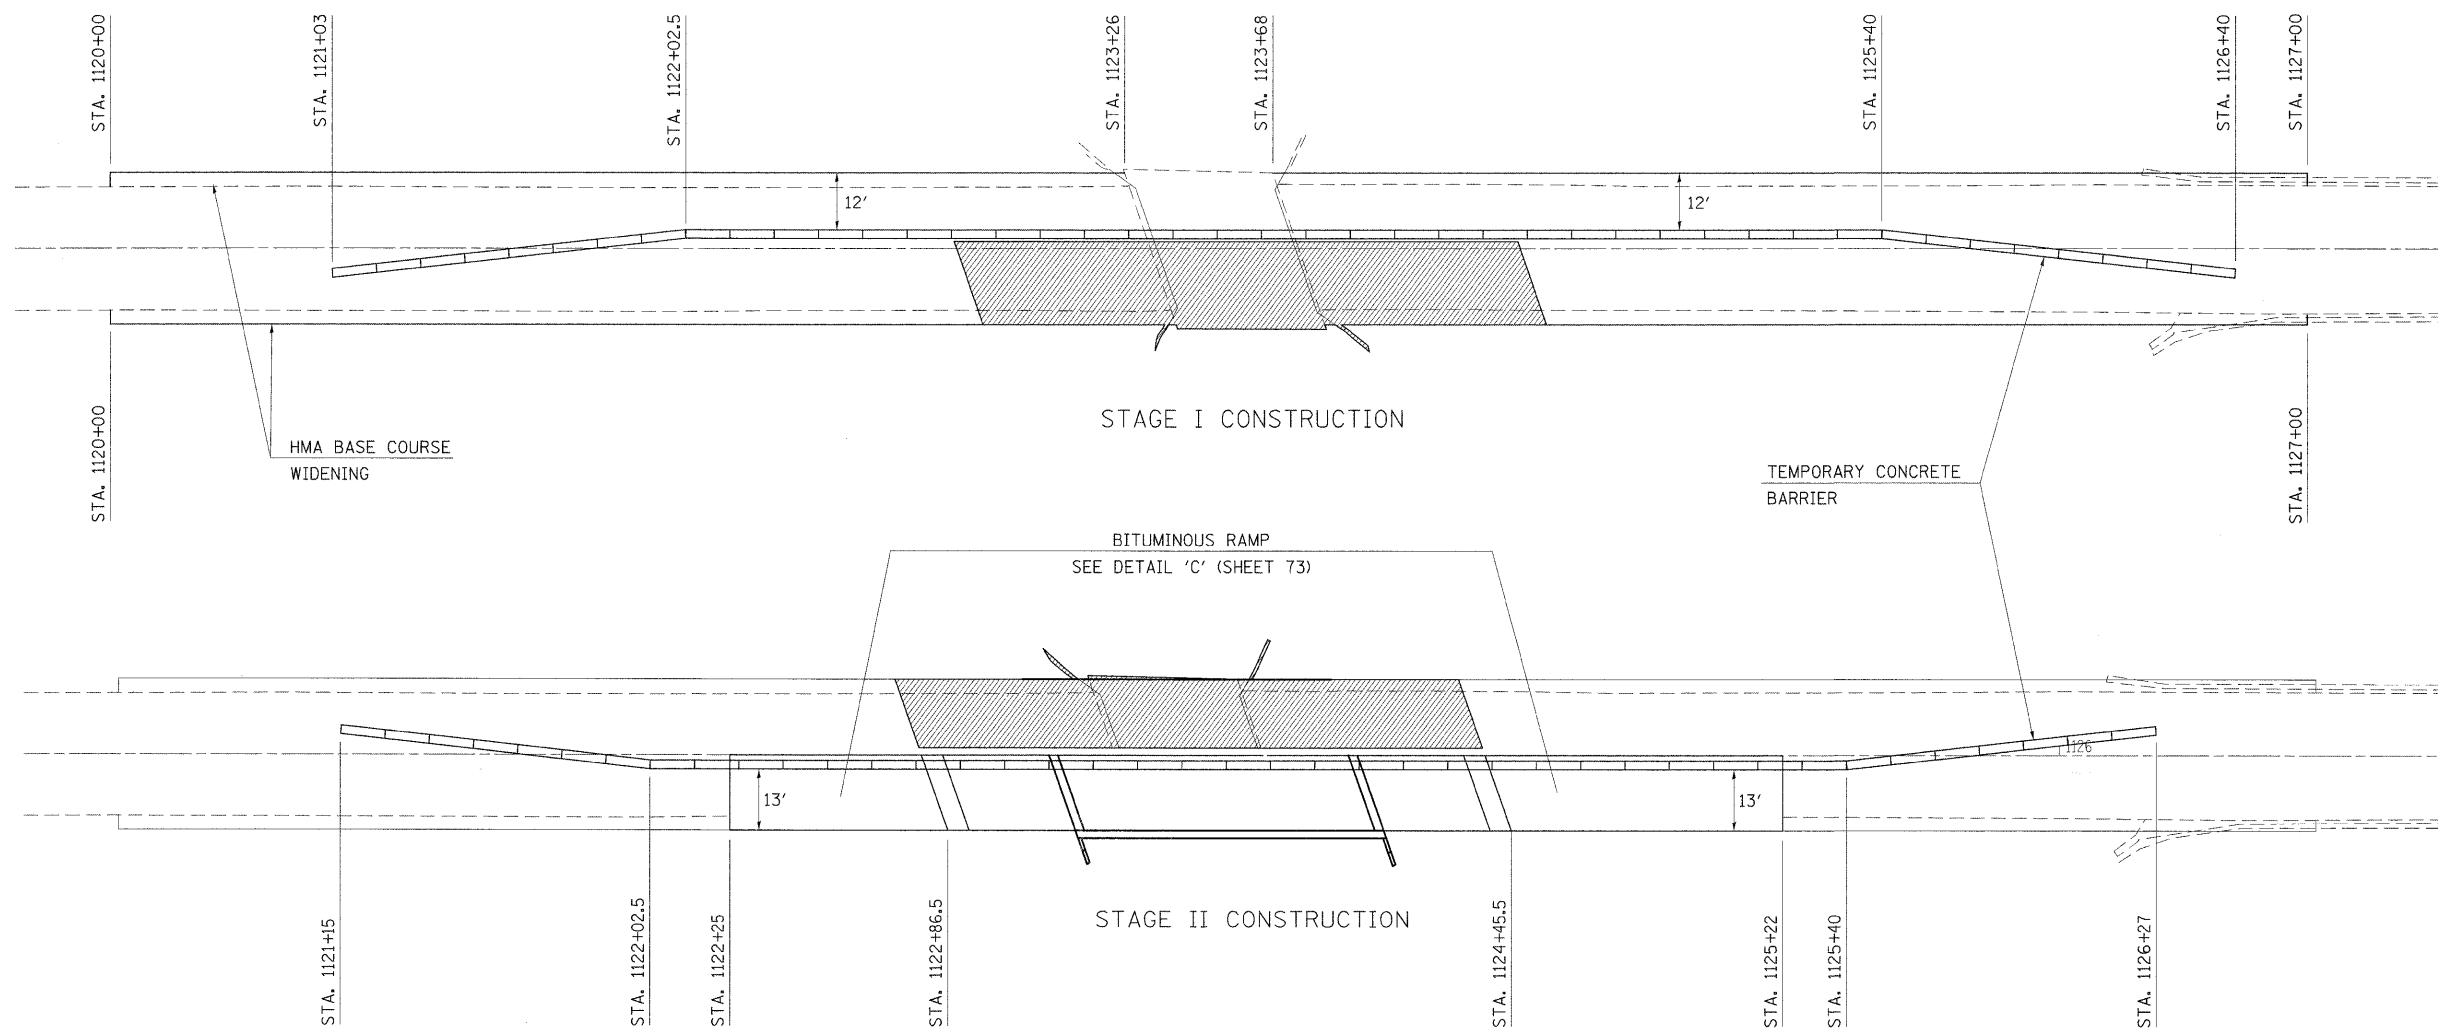 STA. 1120+00
STA. 1121+03
STA. 1122+02.5
STA. 1123+26
STA. 1123+68
STA. 1125+40
STA. 1126+40
STA. 1127+00
12'
12'
STAGE I CONSTRUCTION
STA. 1120+00
HMA BASE COURSE
WIDENING
STA. 1127+00
TEMPORARY CONCRETE
BARRIER
BITUMINOUS RAMP
SEE DETAIL 'C' (SHEET 73)
1126
13'
13'
STAGE II CONSTRUCTION
STA. 1121+15
STA. 1122+02.5
STA. 1122+25
STA. 1122+86.5
STA. 1124+45.5
STA. 1125+22
STA. 1125+40
STA. 1126+27